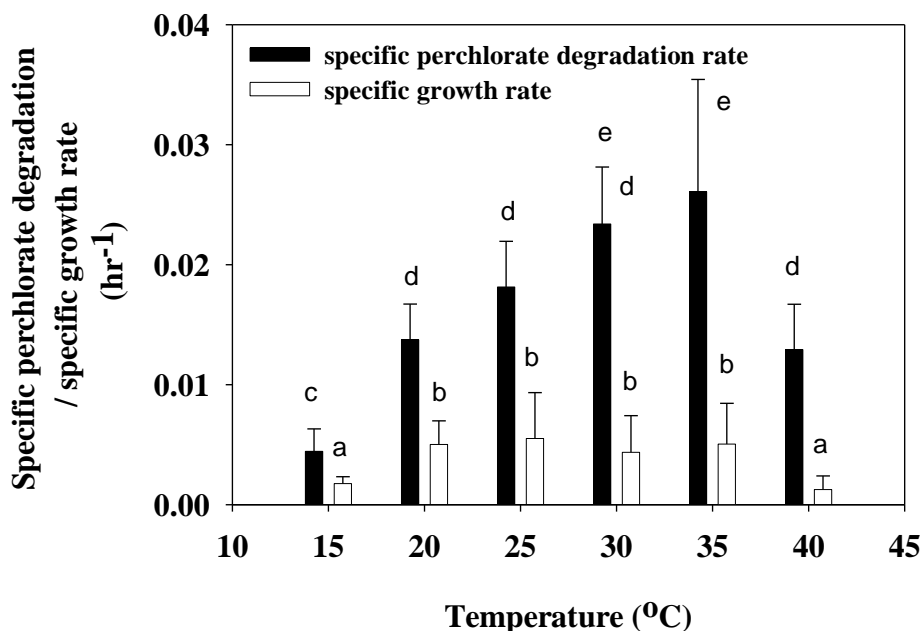 Specific perchlorate degradation
/ specific growth rate
(hr-1)
0.04
0.03
0.02
0.01
0.00
specific perchlorate degradation rate
specific growth rate
c
a
d
b
d
b
e
d
b
e
b
d
a
10 15 20 25 30 35 40 45
Temperature (OC)